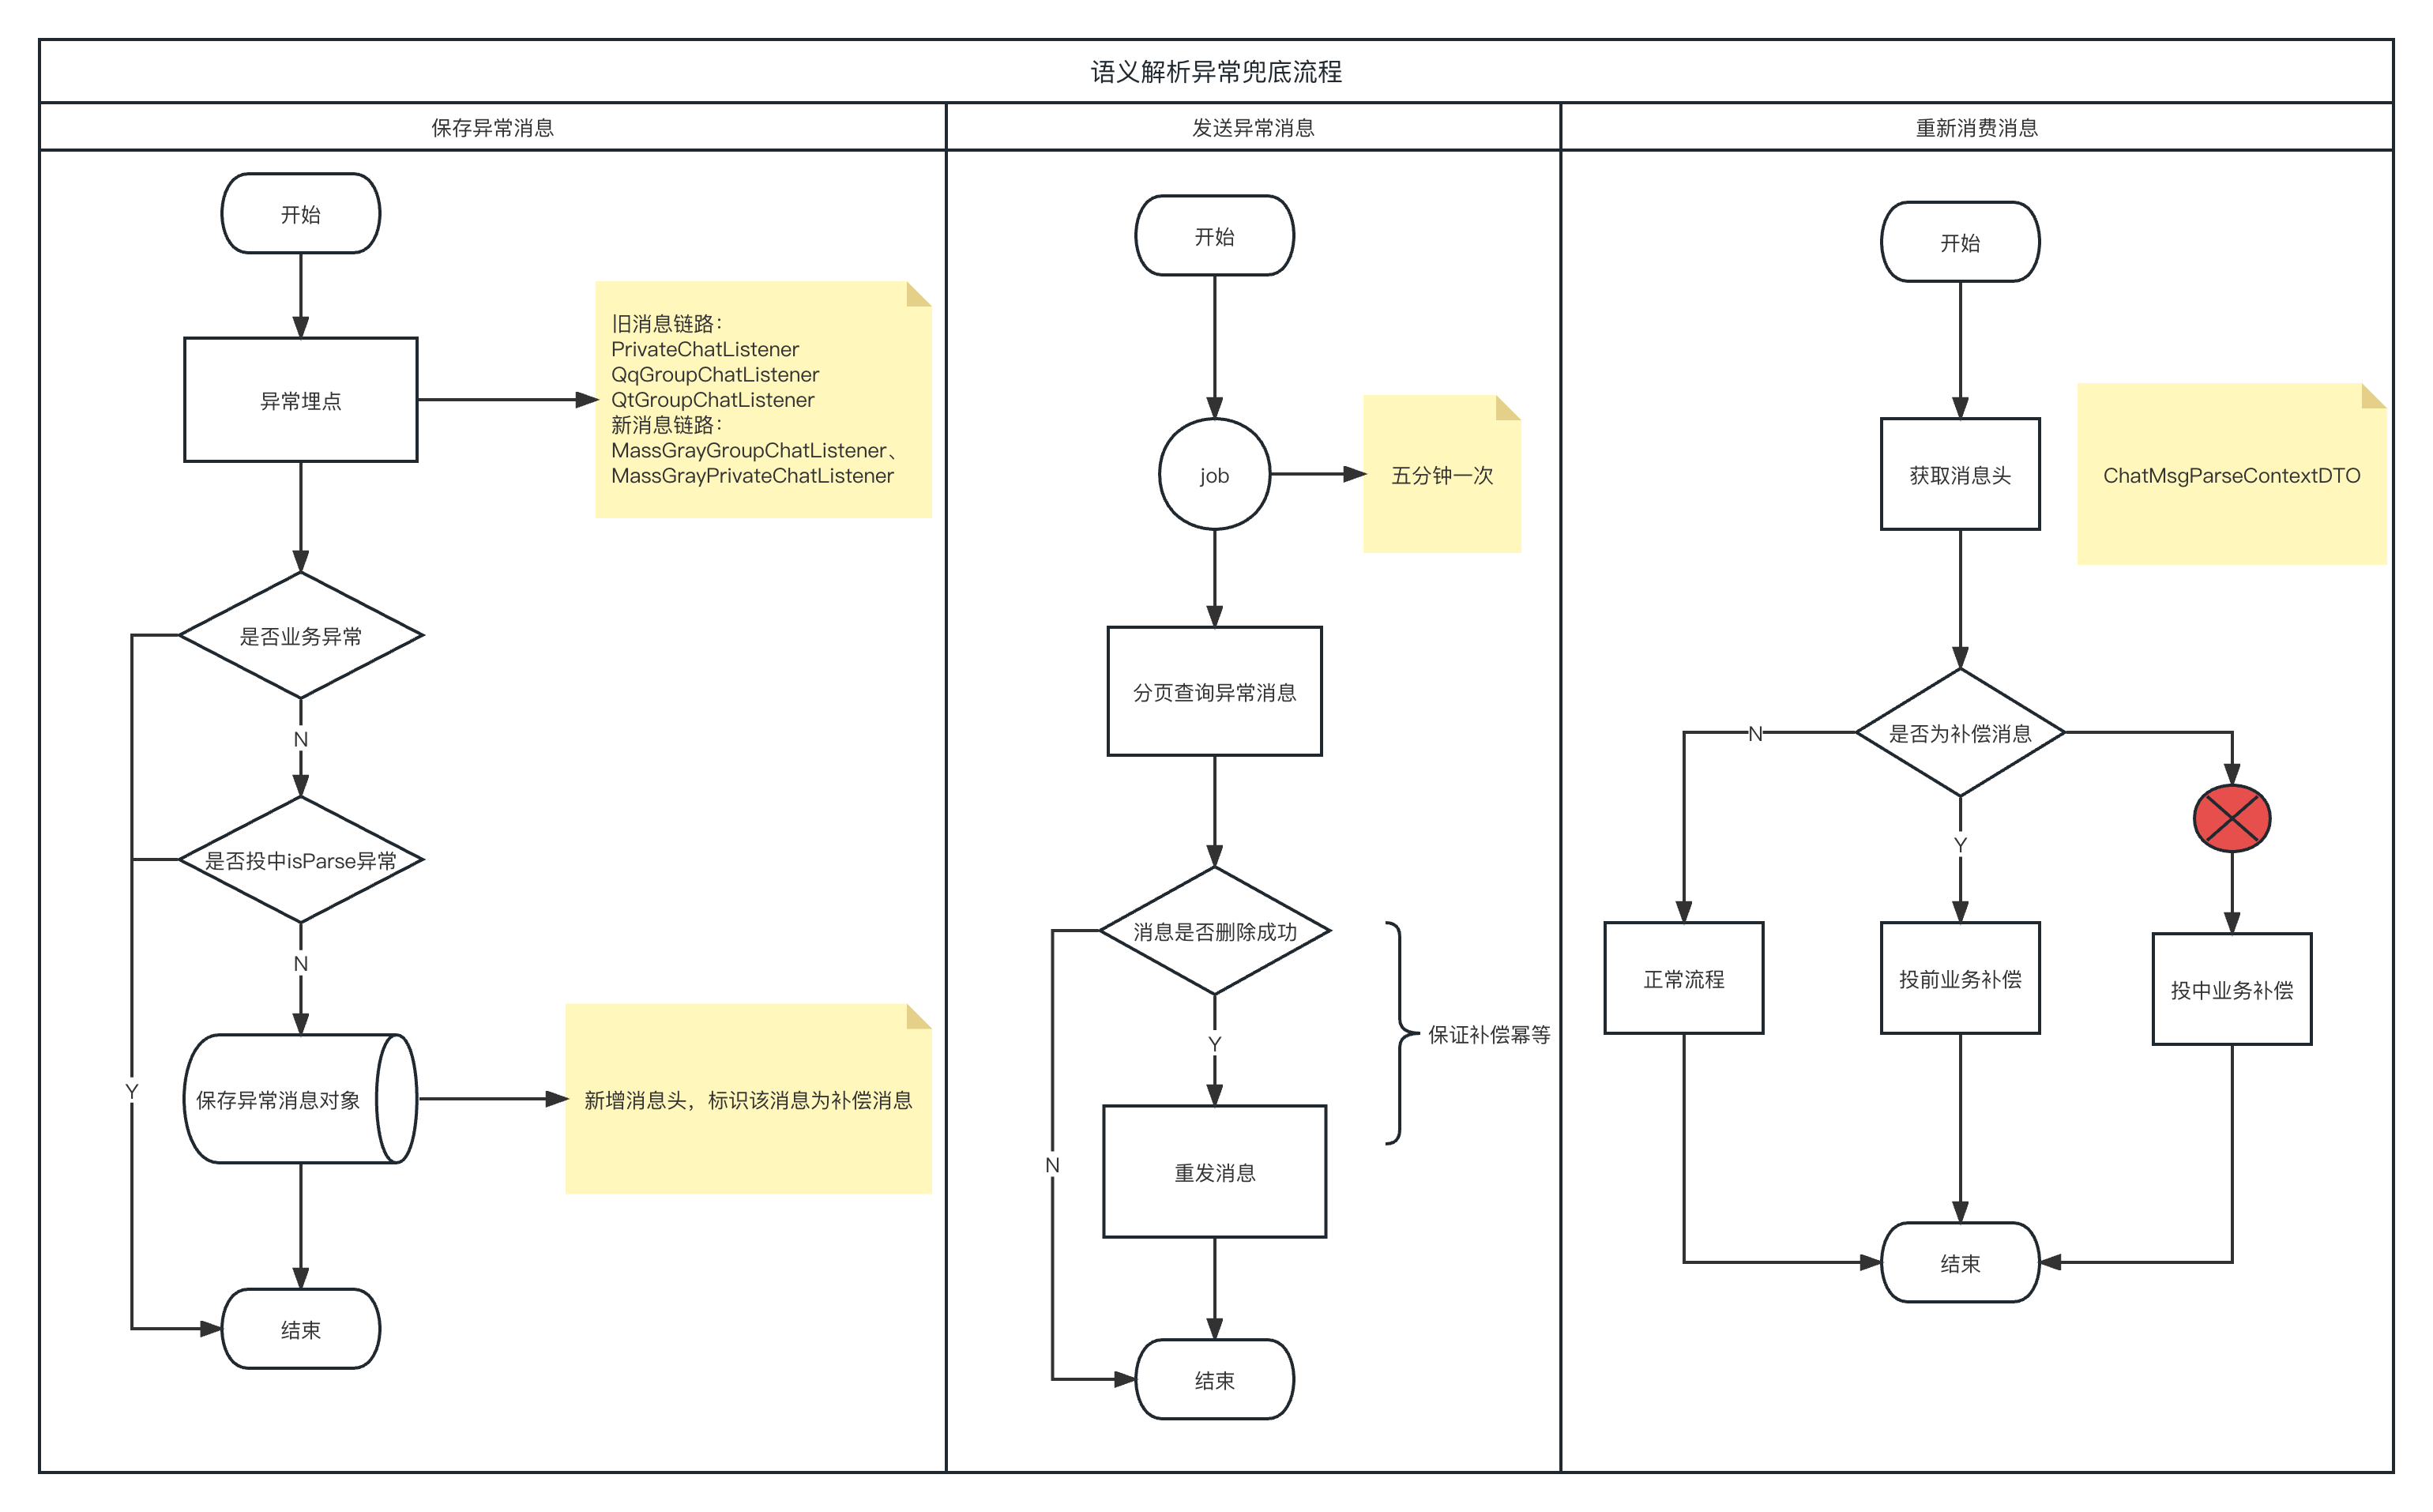 语义解析异常兜底流程
保存异常消息
发送异常消息
重新消费消息
开始
异常埋点
旧消息链路：
PrivateChatListener
QqGroupChatListener
QtGroupChatListener
新消息链路：
MassGrayGroupChatListener、
MassGrayPrivateChatListener
是否业务异常
N
是否投中isParse异常
N
Y
保存异常消息对象
新增消息头，标识该消息为补偿消息
结束
开始
job
五分钟一次
分页查询异常消息
消息是否删除成功
Y
N
保证补偿幂等
重发消息
结束
开始
获取消息头
ChatMsgParseContextDTO
是否为补偿消息
N
Y
正常流程
投前业务补偿
投中业务补偿
结束